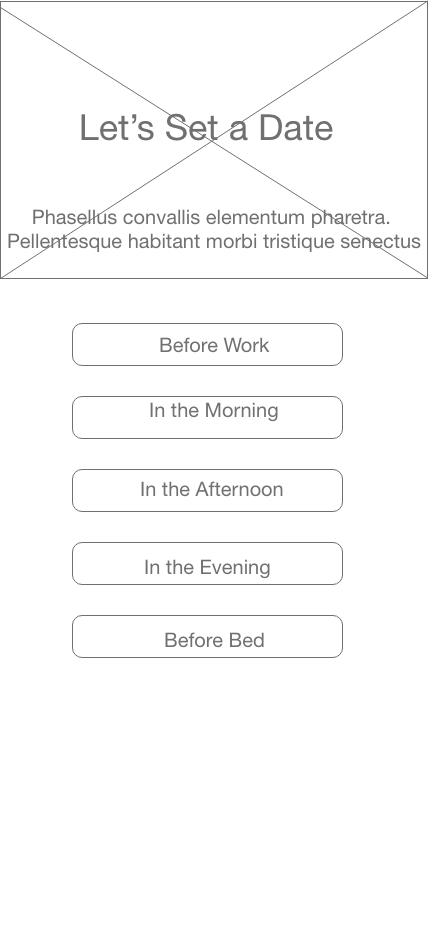 Let’s Set a Date
Phasellus convallis elementum pharetra.
Pellentesque habitant morbi tristique senectus
Before Work
In the Morning
In the Afternoon
In the Evening
Before Bed